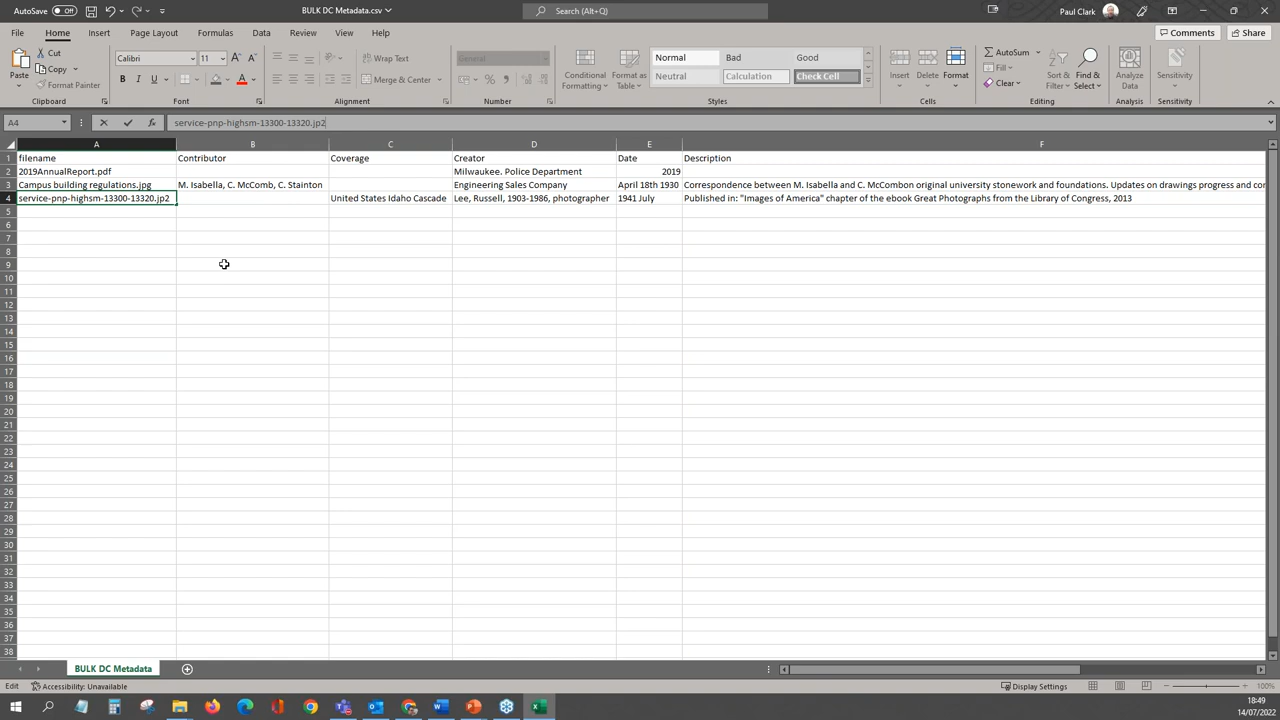 AutoSave Off BULK DC Metadata.csv Search (Alt+Q) Paul Clark
File Home Insert Page Layout Formulas Data Review View Help Comments Share
Paste Cut Copy Format Painter Clipboard
Calibri 11 B I U A Font
Wrap Text Merge & Center Alignment
% Number
Conditional Formatting Format as Table Normal Bad Good Neutral Calculation Check Cell Styles
Insert Delete Format Cells
AutoSum Fill Clear Sort & Filter Find & Select Editing
Analyze Data Analysis Sensitivity Sensitivity
A4 fx service-pnp-highsm-13300-13320.jp2
A B C D E F
1 filename Contributor Coverage Creator Date Description
2 2019AnnualReport.pdf Milwaukee. Police Department 2019
3 Campus building regulations.jpg M. Isabella, C. McComb, C. Stainton Engineering Sales Company April 18th 1930 Correspondence between M. Isabella and C. McCombon original university stonework and foundations. Updates on drawings progress and con
4 service-pnp-highsm-13300-13320.jp2 United States Idaho Cascade Lee, Russell, 1903-1986, photographer 1941 July Published in: "Images of America" chapter of the ebook Great Photographs from the Library of Congress, 2013
5
6
7
8
9
10
11
12
13
14
15
16
17
18
19
20
21
22
23
24
25
26
27
28
29
30
31
32
33
34
35
36
37
38
BULK DC Metadata
Edit Accessibility: Unavailable Display Settings 100%
18:49
14/07/2022